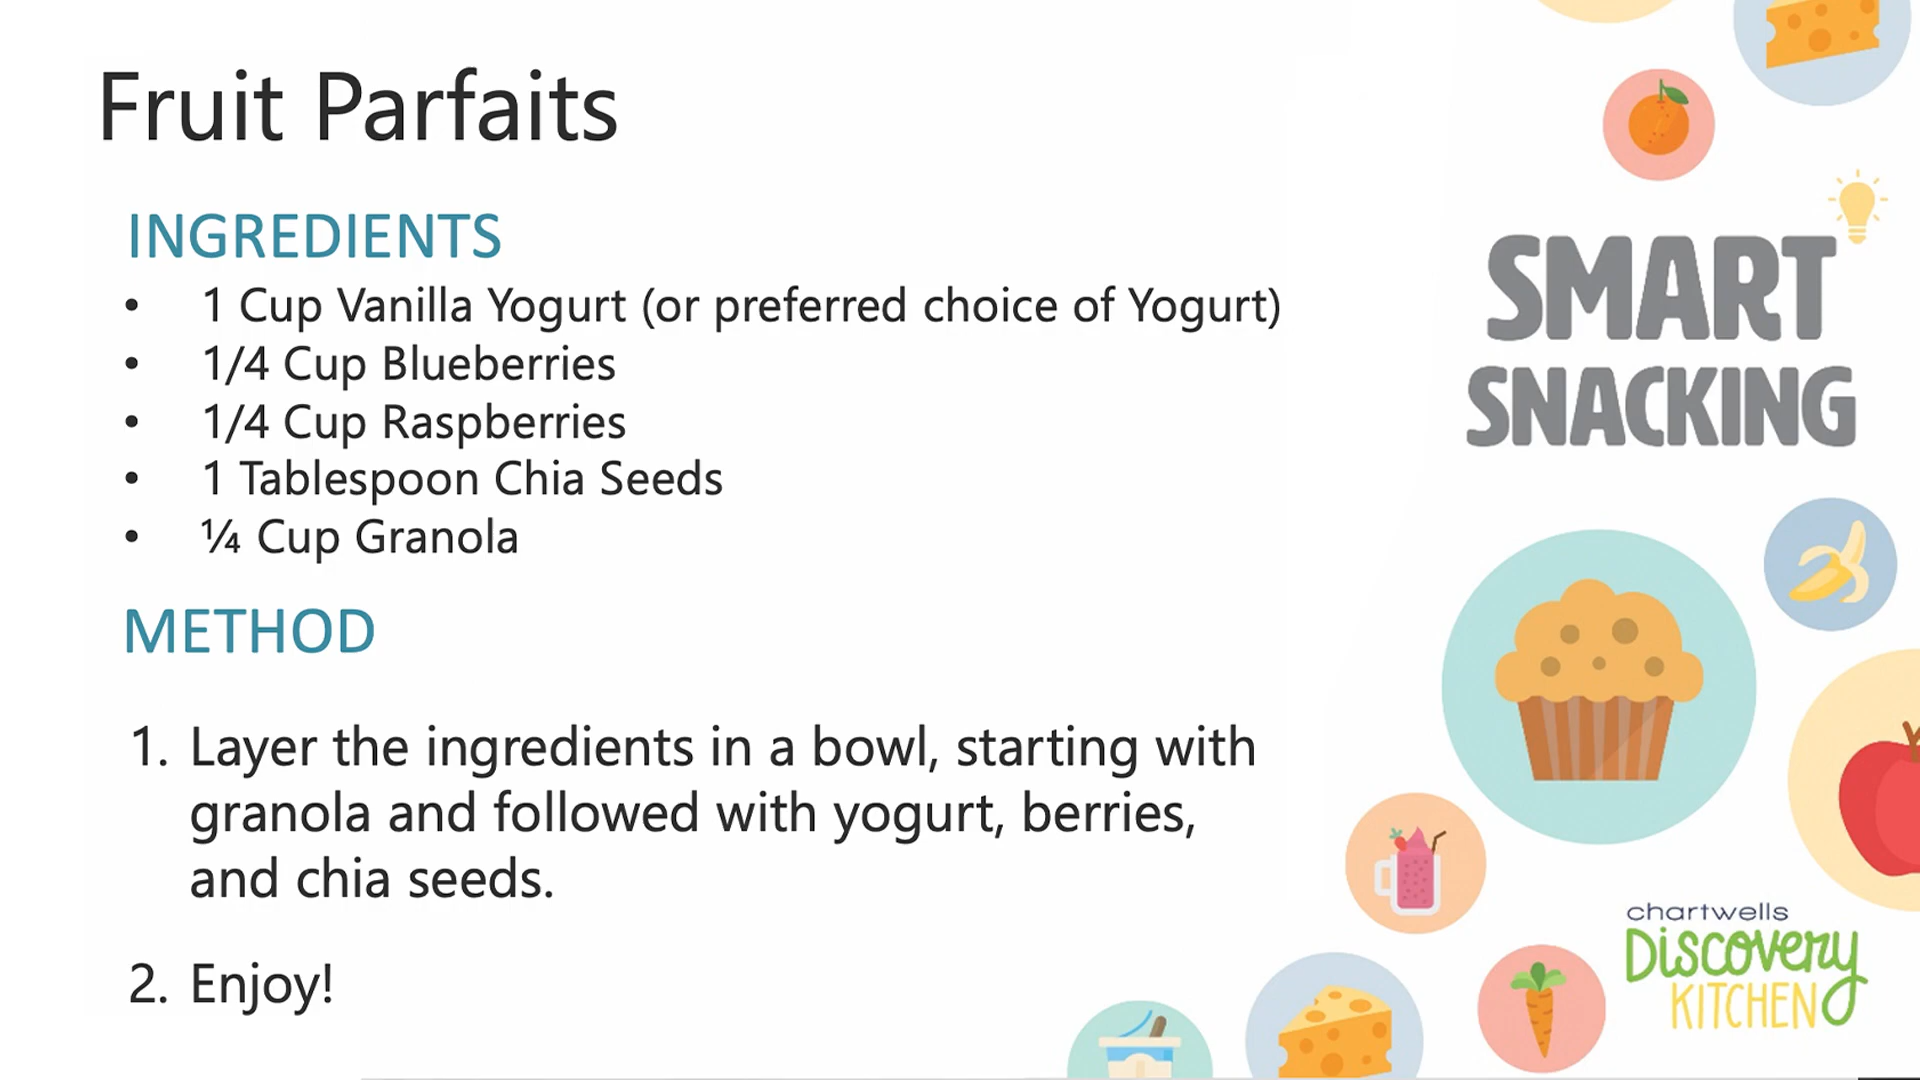 Fruit Parfaits
INGREDIENTS
• 1 Cup Vanilla Yogurt (or preferred choice of Yogurt)
• 1/4 Cup Blueberries
• 1/4 Cup Raspberries
• 1 Tablespoon Chia Seeds
• ¼ Cup Granola
METHOD
1. Layer the ingredients in a bowl, starting with
granola and followed with yogurt, berries,
and chia seeds.
2. Enjoy!
SMART
SNACKING
chartwells
Discovery
KITCHEN